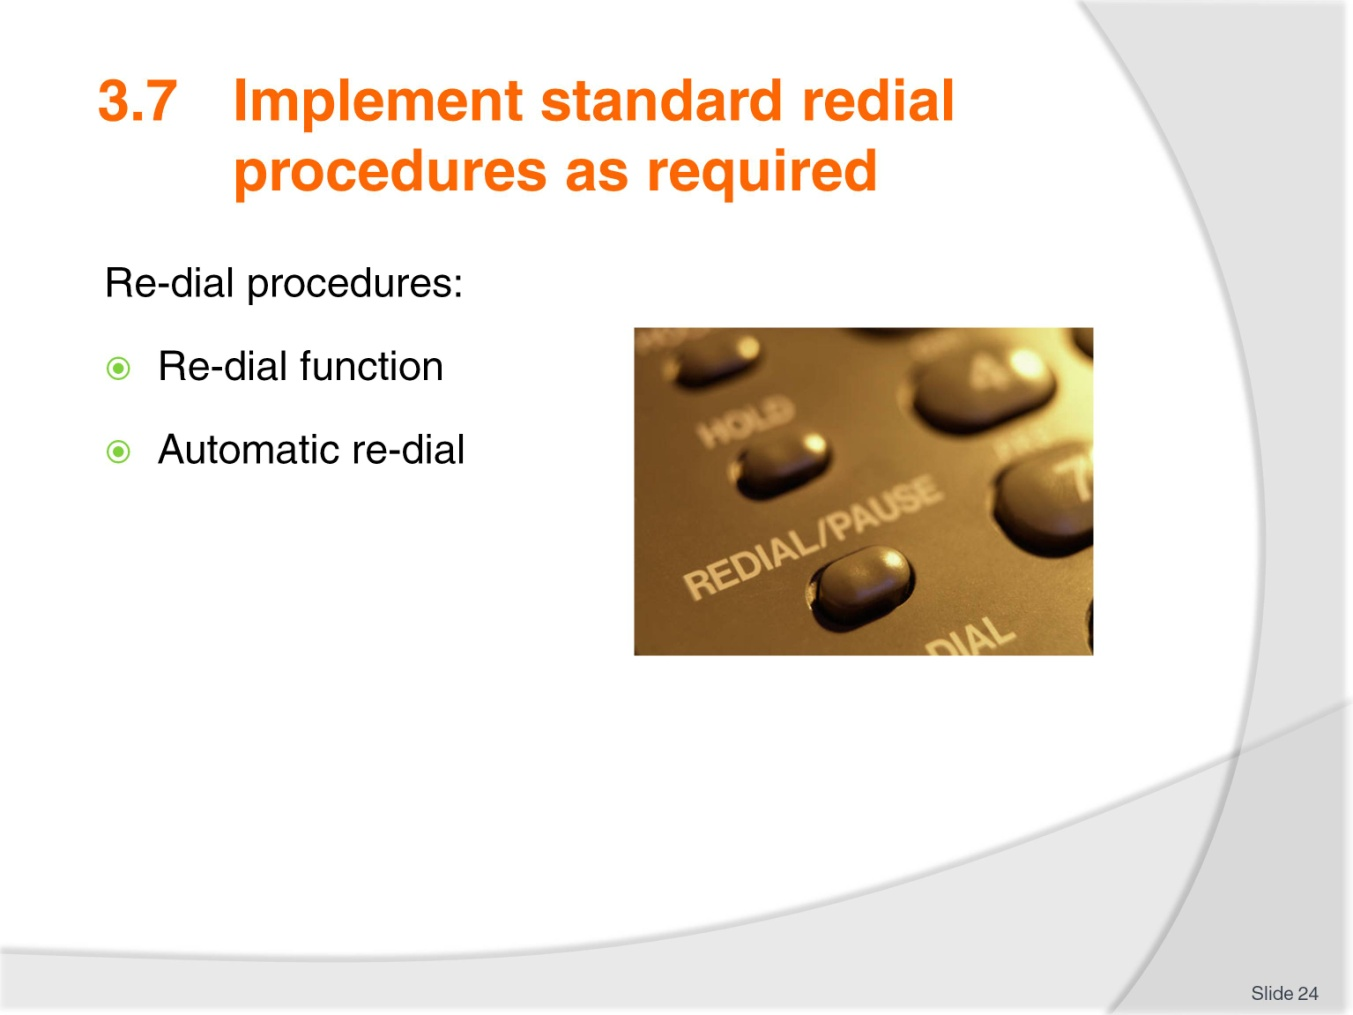 3.7 Implement standard redial
procedures as required
Re-dial procedures:
Re-dial function
Automatic re-dial
HOLD
4
7
REDIAL/PAUSE
DIAL
Slide 24